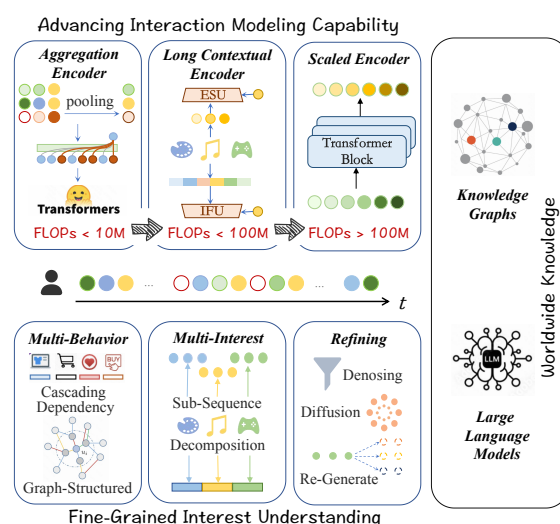 Advancing Interaction Modeling Capability
Aggregation
Encoder
pooling
Transformers
FLOPs < 10M
Long Contextual
Encoder
ESU
IFU
FLOPs < 100M
Scaled Encoder
Transformer
Block
FLOPs > 100M
t
Multi-Behavior
BUY
Cascading
Dependency
u₁
Graph-Structured
Multi-Interest
Sub-Sequence
Decomposition
Refining
Denosing
Diffusion
Re-Generate
Fine-Grained Interest Understanding
Knowledge
Graphs
LLM
Large
Language
Models
Worldwide Knowledge